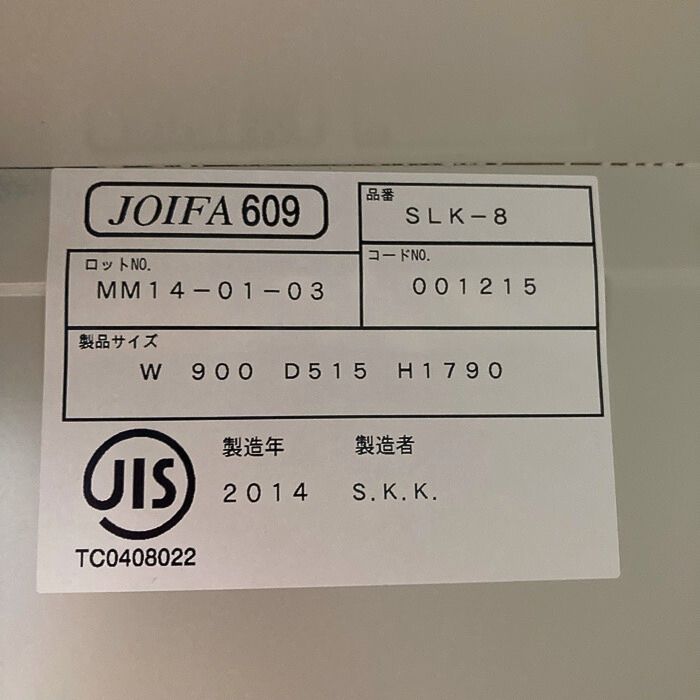 JOIFA 609
品番
SLK-8
ロットNO.
MM14-01-03
コードNO.
001215
製品サイズ
W 900 D515 H1790
JIS
TC0408022
製造年
2014
製造者
S.K.K.